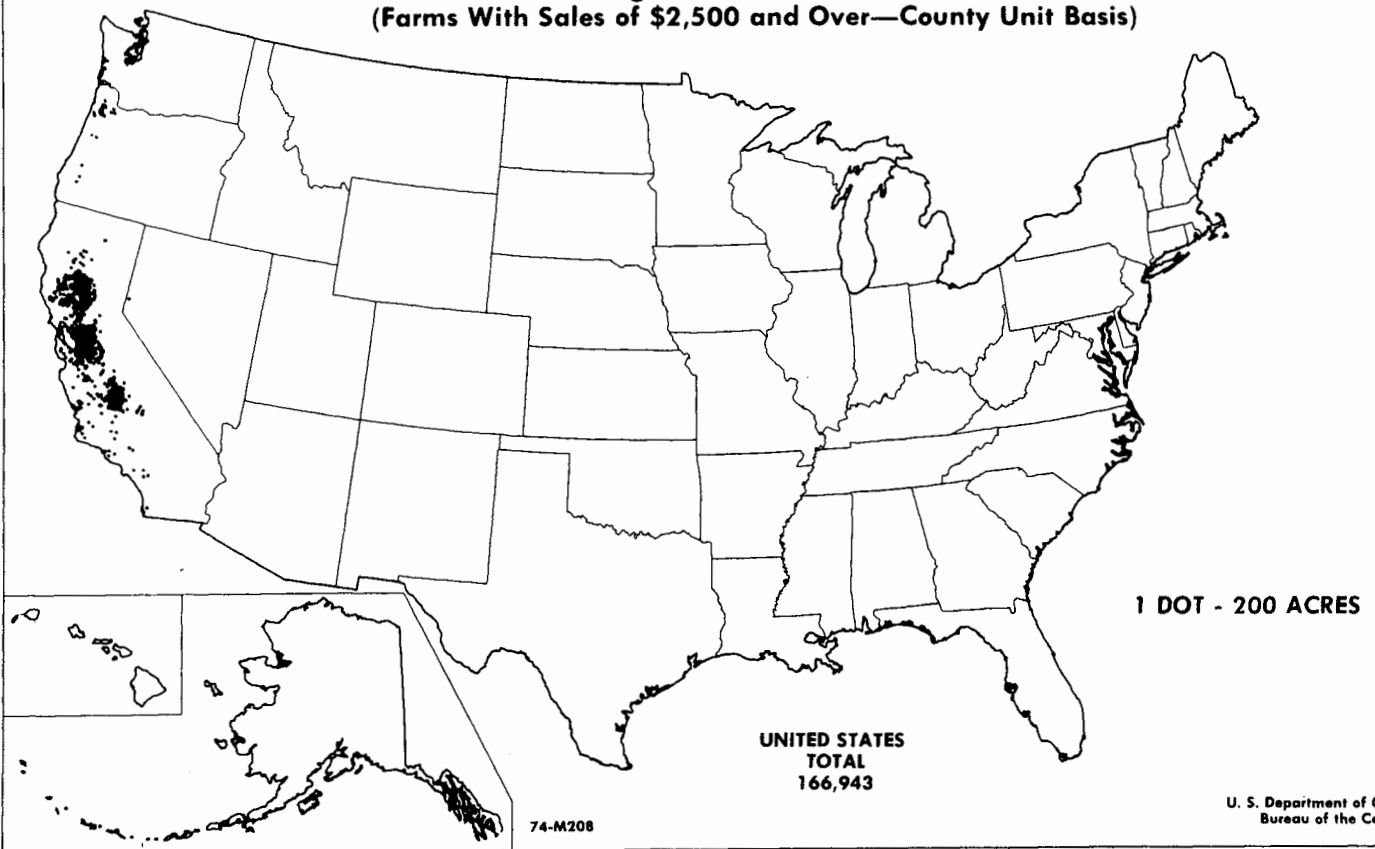 (Farms With Sales of $2,500 and Over—County Unit Basis)
1 DOT - 200 ACRES
UNITED STATES
TOTAL
166,943
U. S. Department of
Bureau of the
74-M208